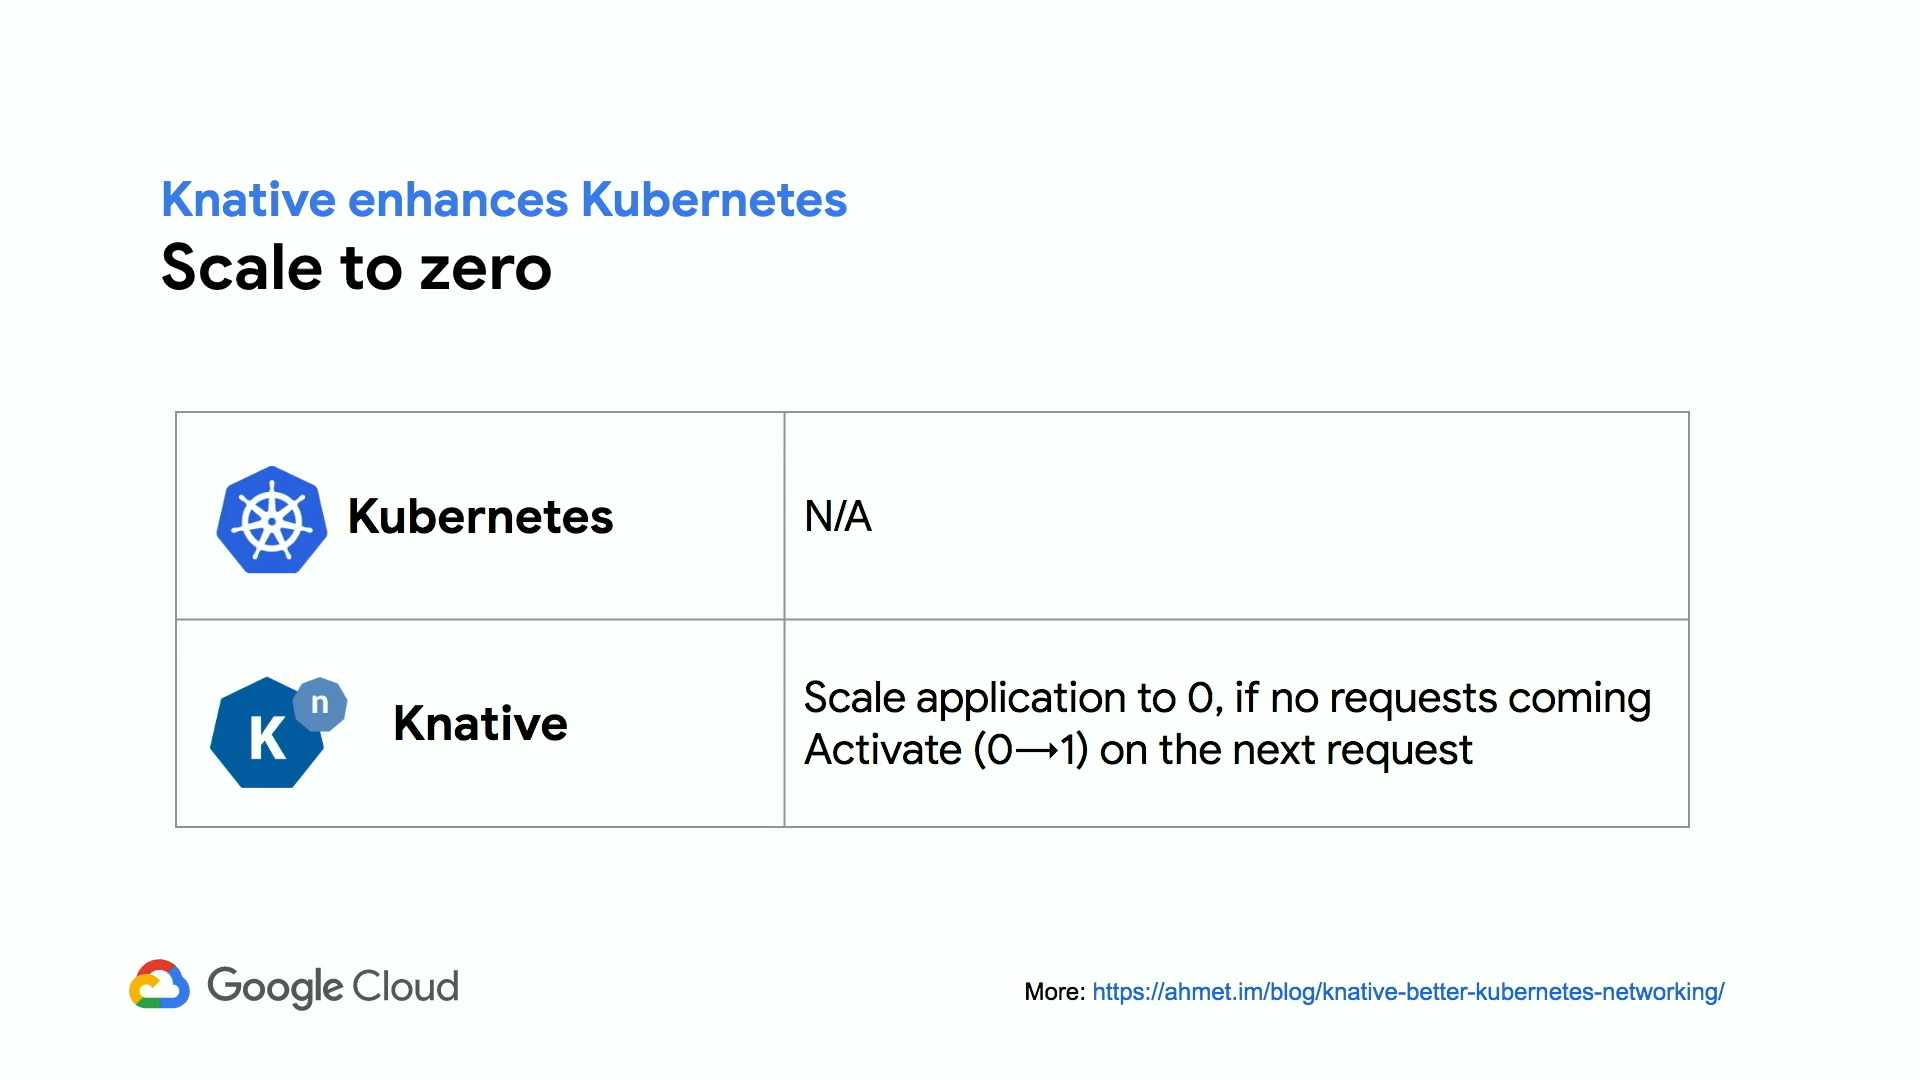 Knative enhances Kubernetes
Scale to zero
Kubernetes
N/A
K n
Knative
Scale application to 0, if no requests coming
Activate (0→1) on the next request
Google Cloud
More: https://ahmet.im/blog/knative-better-kubernetes-networking/